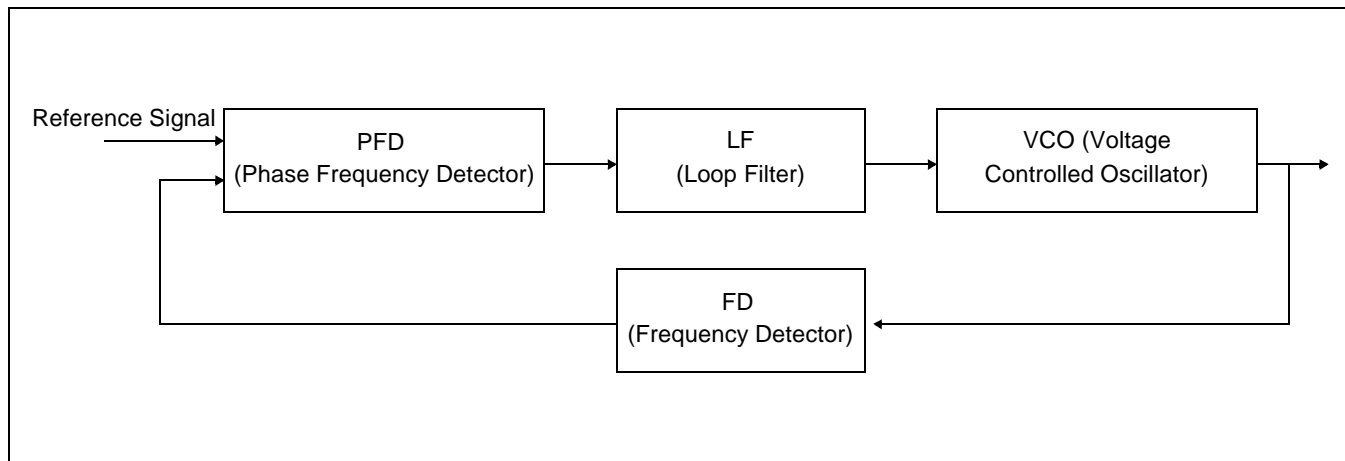 Reference Signal
PFD
(Phase Frequency Detector)
LF
(Loop Filter)
VCO (Voltage
Controlled Oscillator)
FD
(Frequency Detector)